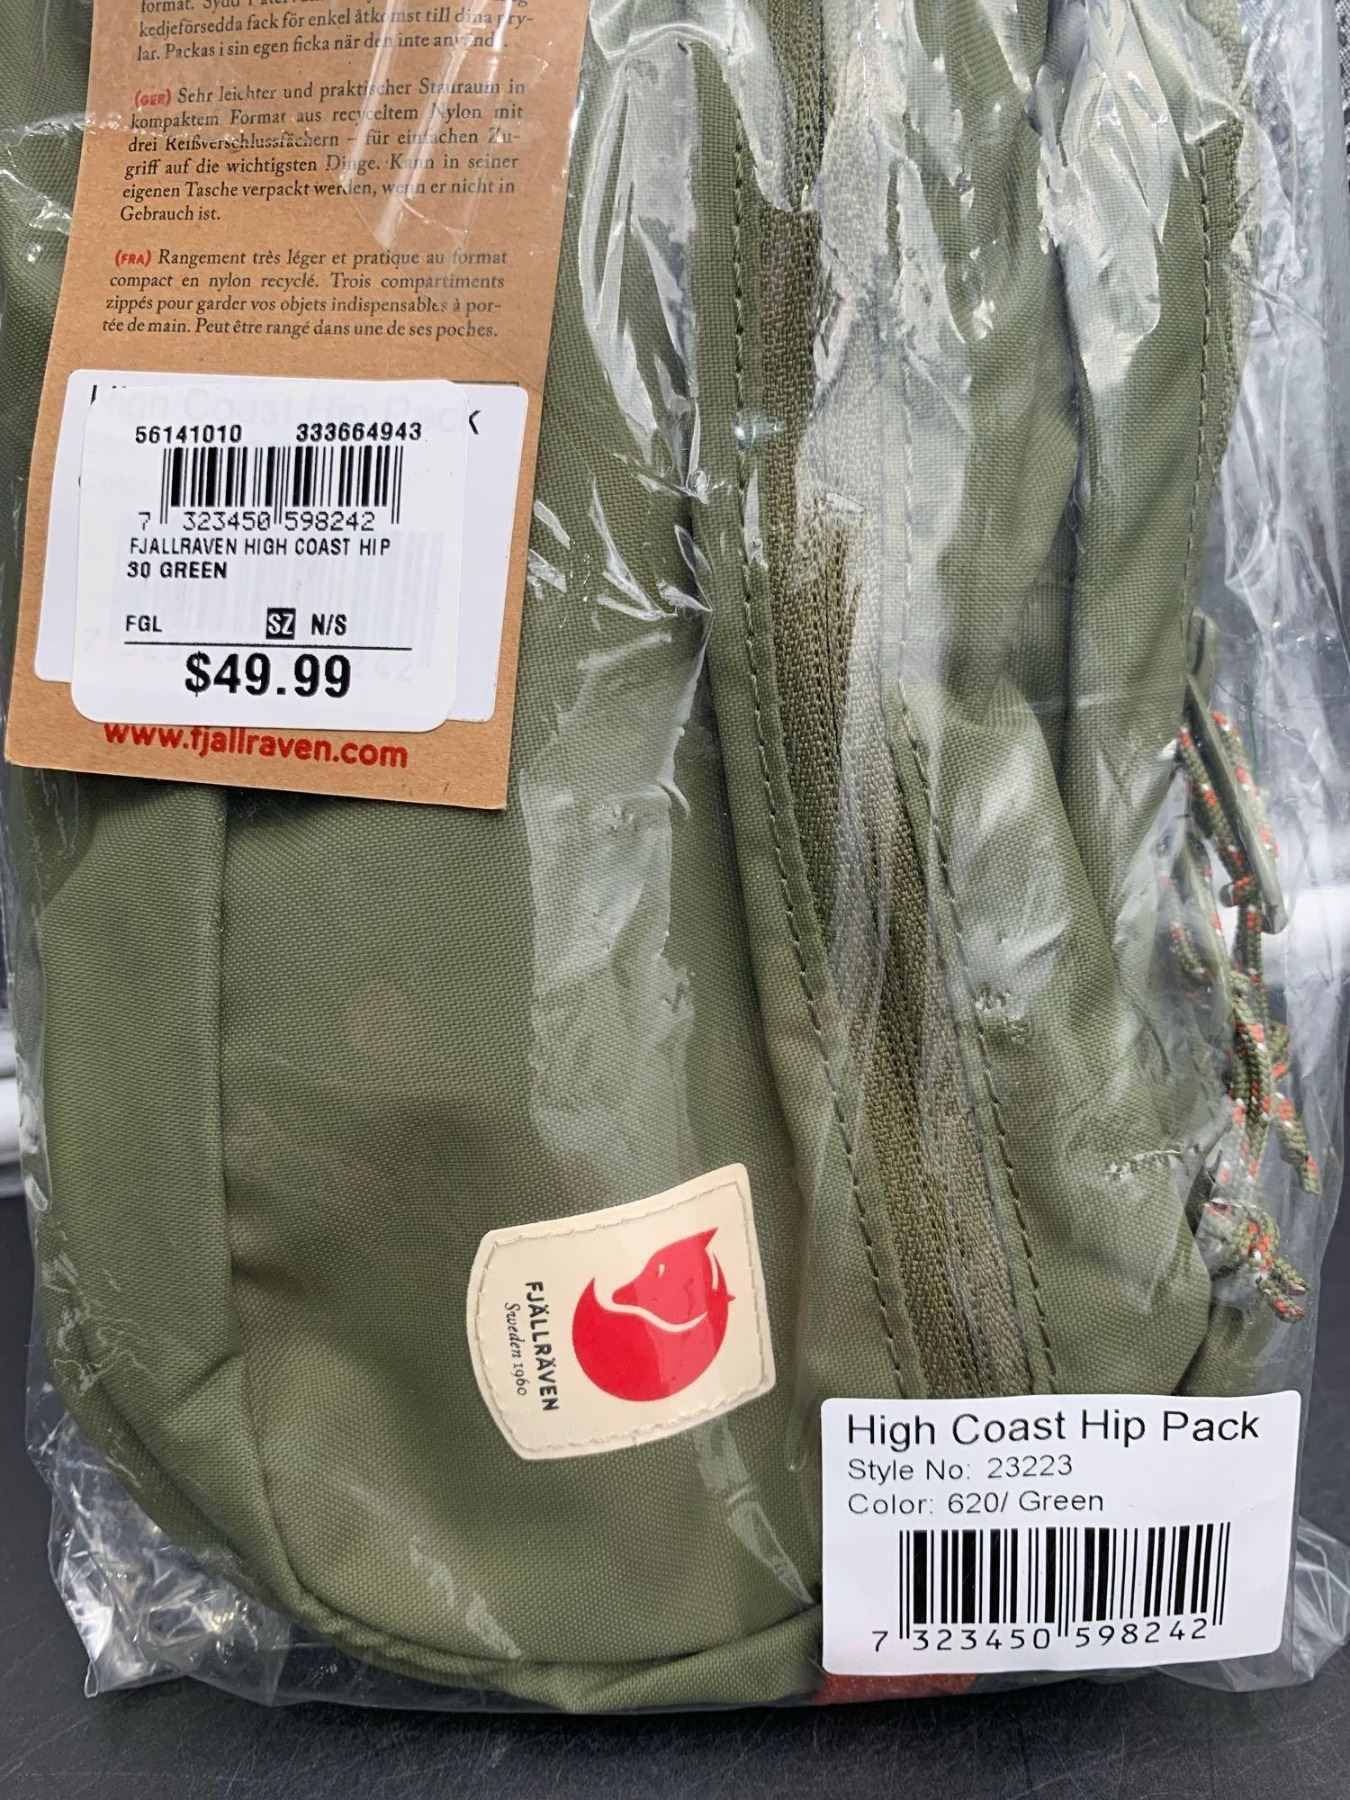 format. Sydd
kedjeförsedda fack för enkel åtkomst till dina pry-
lar. Packas i sin egen ficka när den inte används.
(GER) Sehr leichter und praktischer Stauraum in
kompaktem Format aus recyceltem Nylon mit
drei Reißverschlussfächern – für einfachen Zu-
griff auf die wichtigsten Dinge. Kann in seiner
eigenen Tasche verpackt werden, wenn er nicht in
Gebrauch ist.
(FRA) Rangement très léger et pratique au format
compact en nylon recyclé. Trois compartiments
zippés pour garder vos objets indispensables à por-
tée de main. Peut être rangé dans une de ses poches.
High Coast Hip Pack
56141010 333664943
7 323450 598242
FJALLRAVEN HIGH COAST HIP
30 GREEN
FGL SZ N/S
$49.99
www.fjallraven.com
FJÄLLRÄVEN
Sweden 1960
High Coast Hip Pack
Style No: 23223
Color: 620/ Green
7 323450 598242